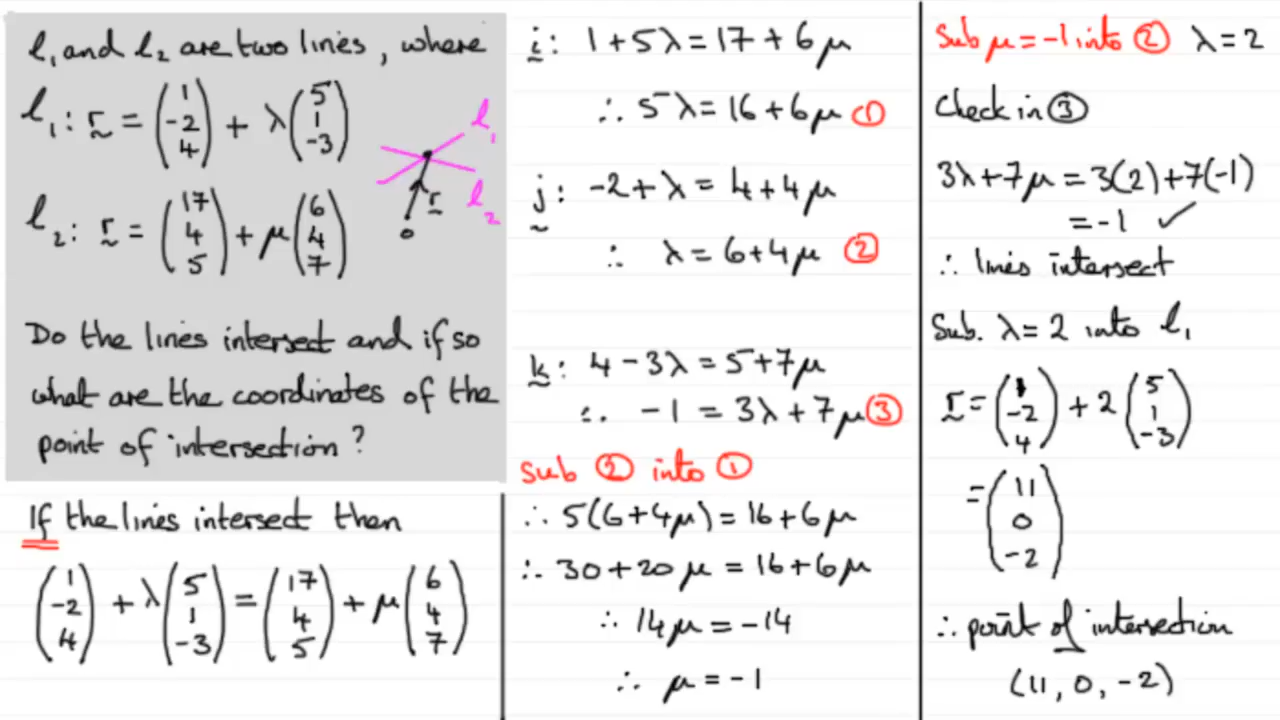 l₁ and l₂ are two lines, where
l₁: r = (1 -2 4) + λ(5 1 -3)
l₂: r = (17 4 5) + μ(6 4 7)
l₁
l₂
r
o
Do the lines intersect and if so
what are the coordinates of the
point of intersection?
If the lines intersect then
(1 -2 4) + λ(5 1 -3) = (17 4 5) + μ(6 4 7)
i: 1 + 5λ = 17 + 6μ
∴ 5λ = 16 + 6μ ①
j: -2 + λ = 4 + 4μ
∴ λ = 6 + 4μ ②
k: 4 - 3λ = 5 + 7μ
∴ -1 = 3λ + 7μ ③
sub ② into ①
∴ 5(6 + 4μ) = 16 + 6μ
∴ 30 + 20μ = 16 + 6μ
∴ 14μ = -14
∴ μ = -1
Sub μ = -1 into ② λ = 2
Check in ③
3λ + 7μ = 3(2) + 7(-1)
= -1 ✓
∴ lines intersect
Sub. λ = 2 into l₁
r = (1 -2 4) + 2(5 1 -3)
= (11 0 -2)
∴ point of intersection
(11, 0, -2)